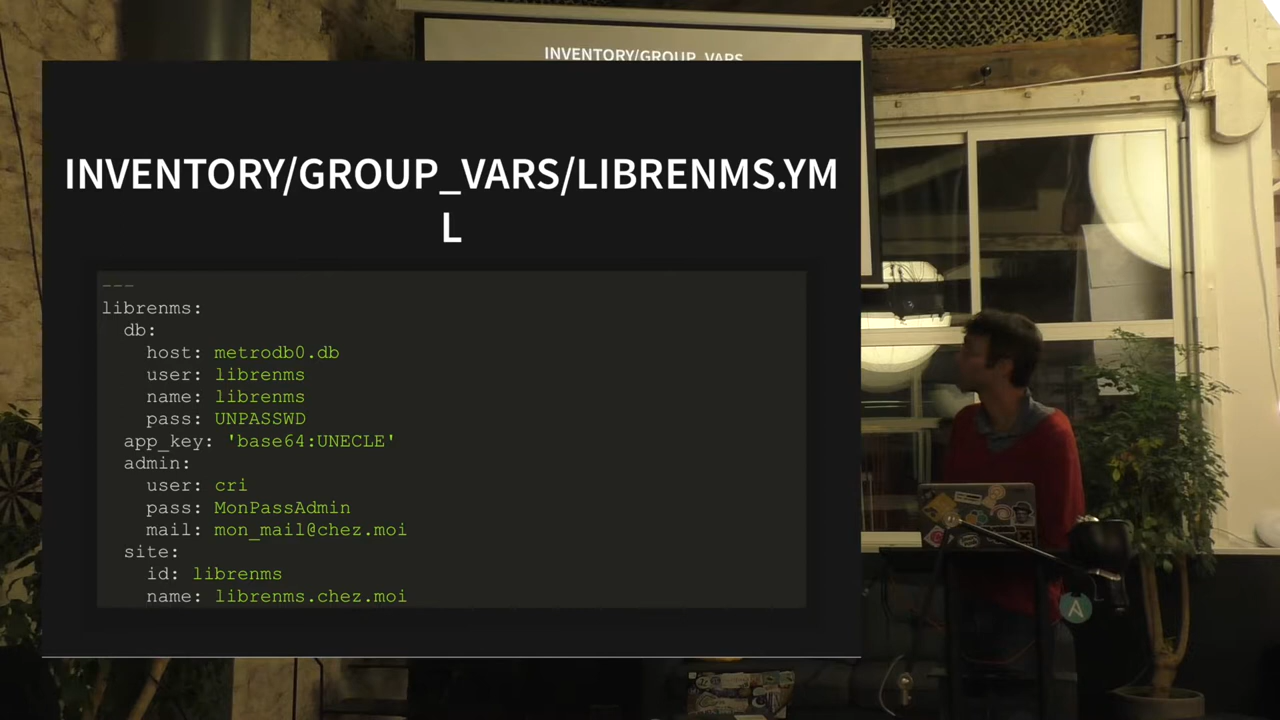 INVENTORY/GROUP_VARS
INVENTORY/GROUP_VARS/LIBRENMS.YM
L
---
librenms:
db:
host: metrodb0.db
user: librenms
name: librenms
pass: UNPASSWD
app_key: 'base64:UNECLE'
admin:
user: cri
pass: MonPassAdmin
mail: mon_mail@chez.moi
site:
id: librenms
name: librenms.chez.moi
A